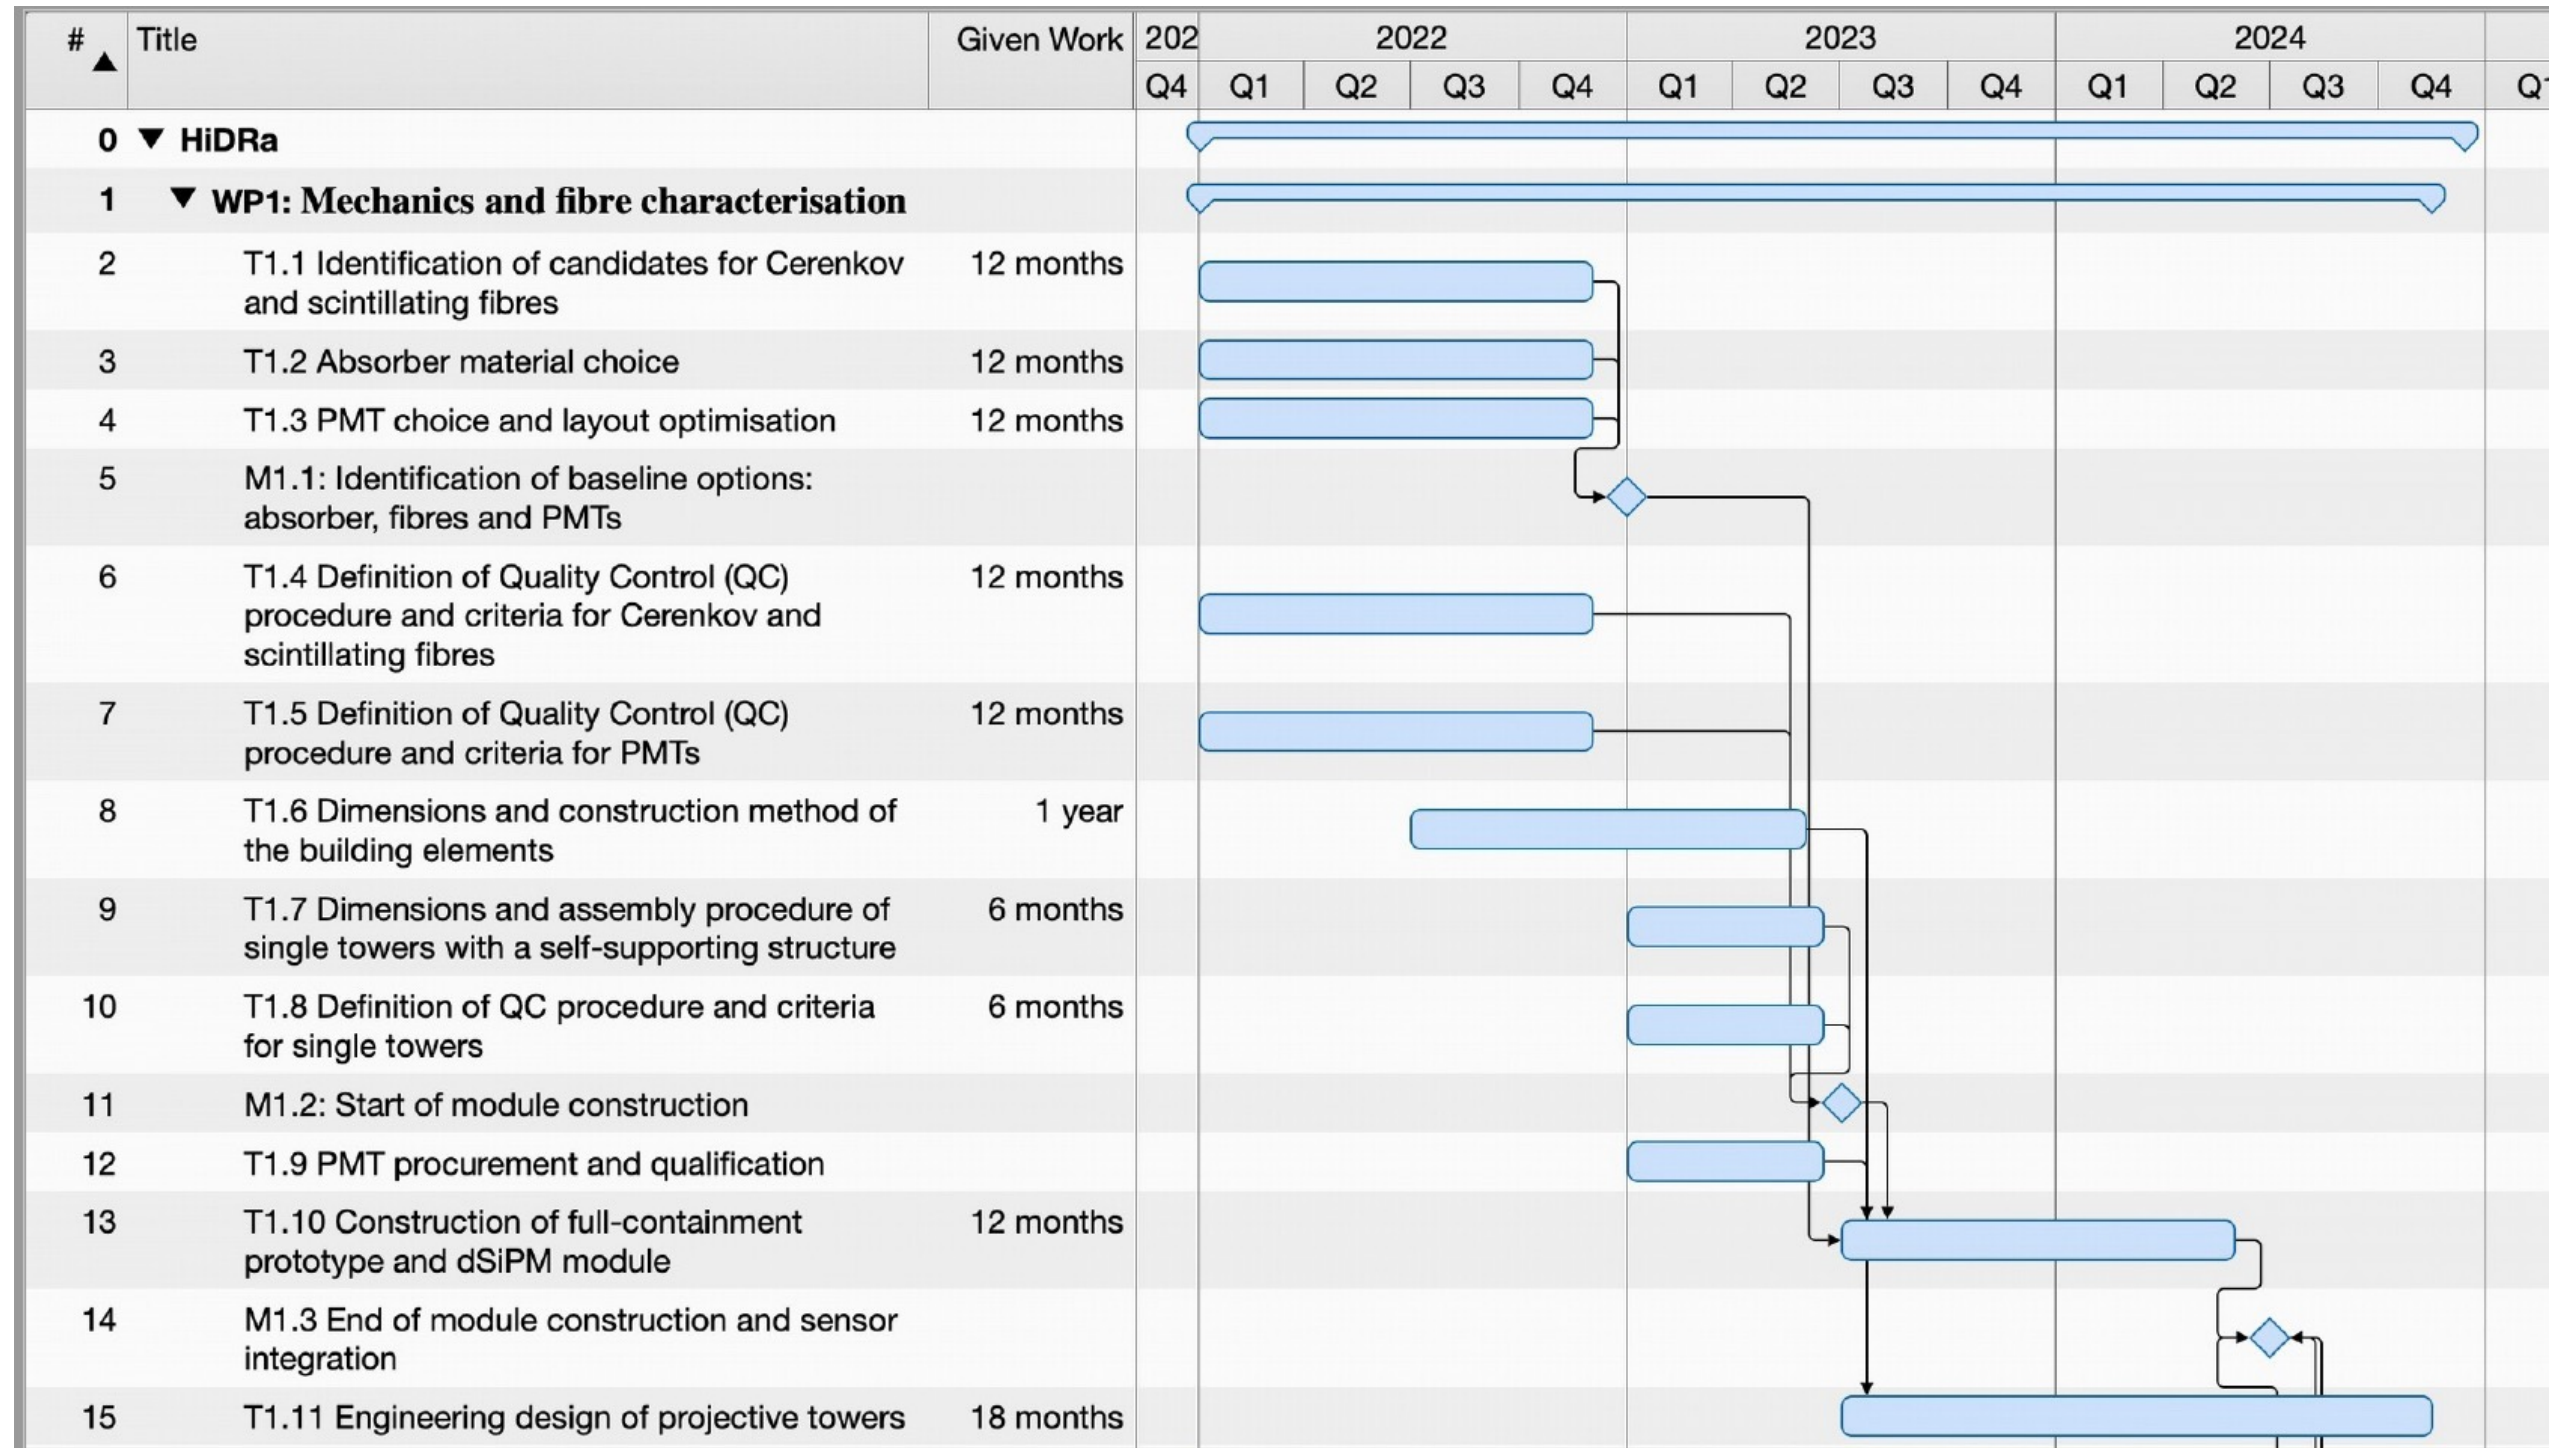 # Title Given Work 202 2022 2023 2024
Q4 Q1 Q2 Q3 Q4 Q1 Q2 Q3 Q4 Q1 Q2 Q3 Q4 Q1
0 HiDRa
1 WP1: Mechanics and fibre characterisation
2 T1.1 Identification of candidates for Cerenkov 12 months
and scintillating fibres
3 T1.2 Absorber material choice 12 months
4 T1.3 PMT choice and layout optimisation 12 months
5 M1.1: Identification of baseline options:
absorber, fibres and PMTs
6 T1.4 Definition of Quality Control (QC) 12 months
procedure and criteria for Cerenkov and
scintillating fibres
7 T1.5 Definition of Quality Control (QC) 12 months
procedure and criteria for PMTs
8 T1.6 Dimensions and construction method of 1 year
the building elements
9 T1.7 Dimensions and assembly procedure of 6 months
single towers with a self-supporting structure
10 T1.8 Definition of QC procedure and criteria 6 months
for single towers
11 M1.2: Start of module construction
12 T1.9 PMT procurement and qualification
13 T1.10 Construction of full-containment 12 months
prototype and dSiPM module
14 M1.3 End of module construction and sensor
integration
15 T1.11 Engineering design of projective towers 18 months